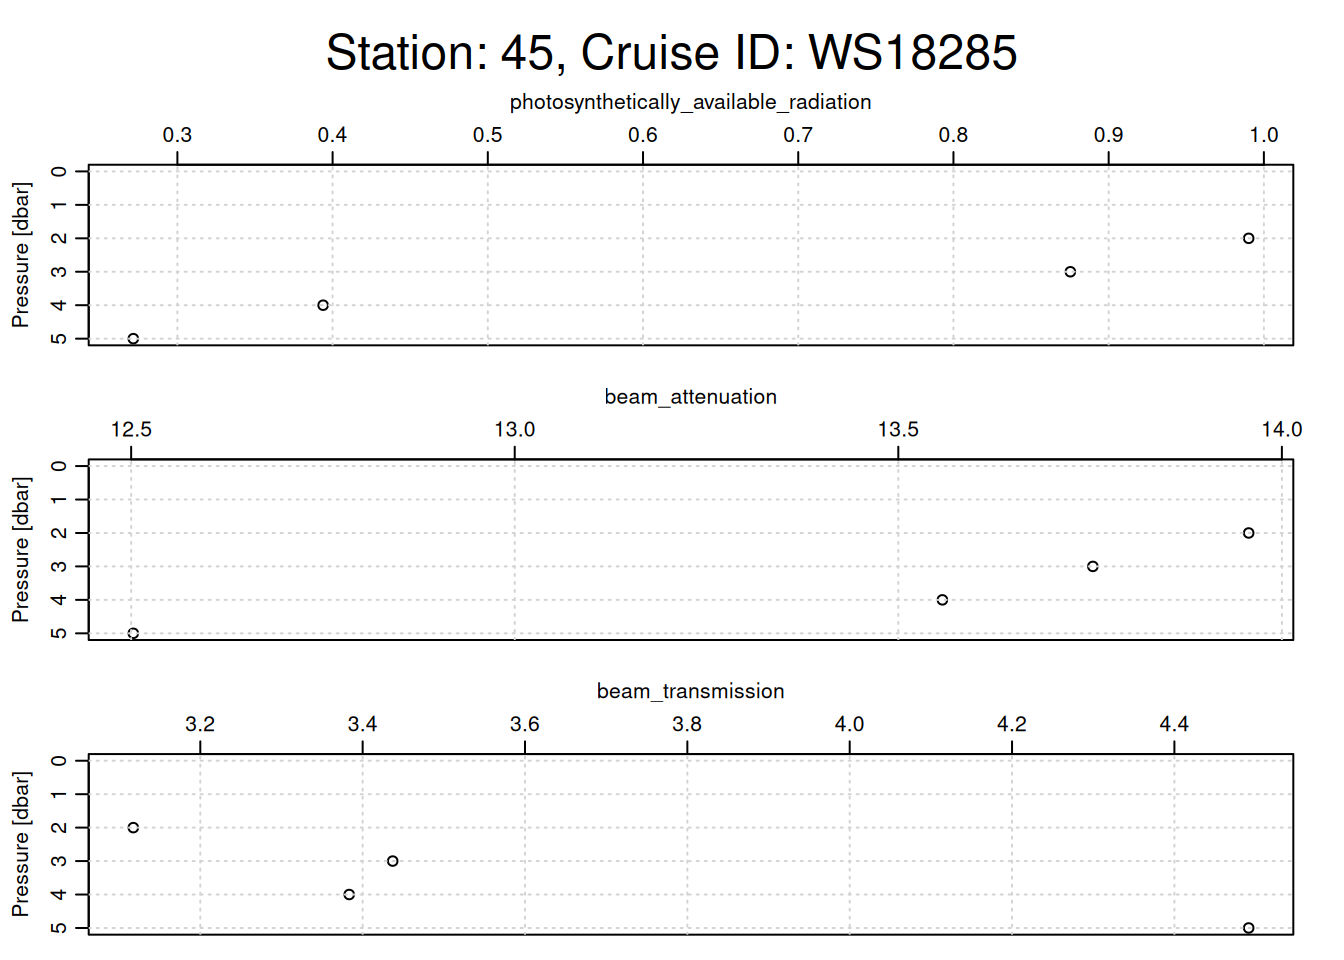 Station: 45, Cruise ID: WS18285
photosynthetically_available_radiation
0.3 0.4 0.5 0.6 0.7 0.8 0.9 1.0
Pressure [dbar]
0
1
2
3
4
5
beam_attenuation
12.5 13.0 13.5 14.0
Pressure [dbar]
0
1
2
3
4
5
beam_transmission
3.2 3.4 3.6 3.8 4.0 4.2 4.4
Pressure [dbar]
0
1
2
3
4
5